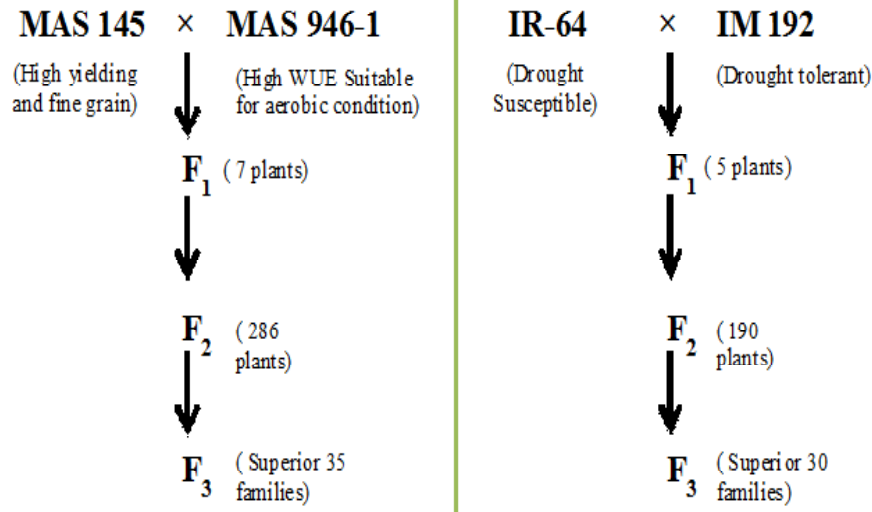 MAS 145 × MAS 946-1
(High yielding
and fine grain)
(High WUE Suitable
for aerobic condition)
F1 ( 7 plants)
F2 ( 286
plants)
F3 ( Superior 35
families)
IR-64 × IM 192
(Drought
Susceptible)
(Drought tolerant)
F1 ( 5 plants)
F2 ( 190
plants)
F3 ( Superior 30
families)